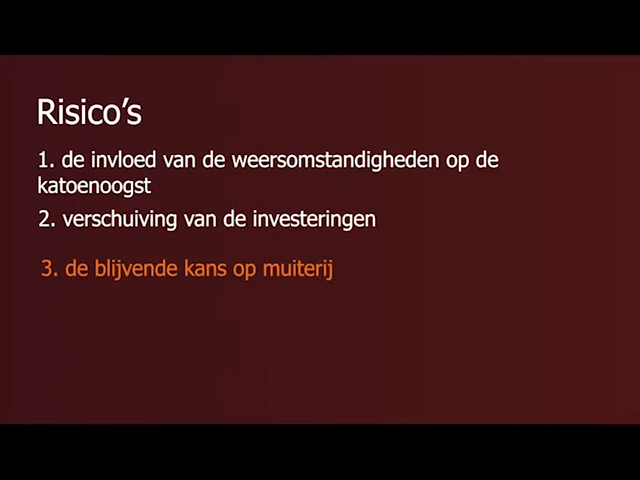 Risico's
1. de invloed van de weersomstandigheden op de
katoenoogst
2. verschuiving van de investeringen
3. de blijvende kans op muiterij